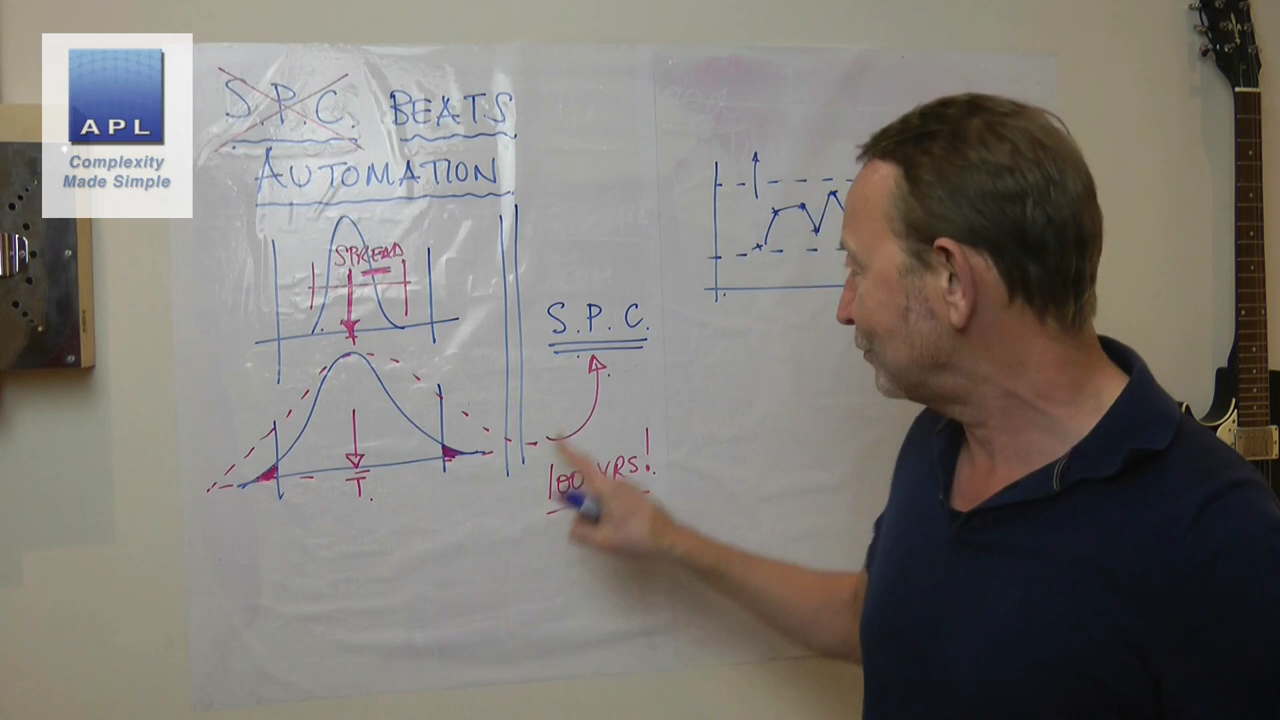 APL
Complexity
Made Simple
S.P.C. BEATS
AUTOMATION
SPREAD
T.
S.P.C.
100 YRS!